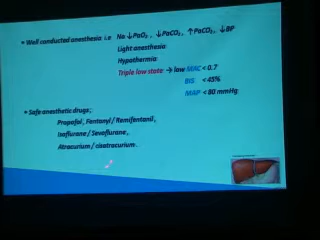 • Well conducted anesthesia i.e No ↓PaO₂, ↓PaCO₂, ↑PaCO₂, ↓BP
Light anesthesia
Hypothermia
Triple low state → low MAC < 0.7
BIS < 45%
MAP < 80 mmHg
• Safe anesthetic drugs;
Propofol, Fentanyl / Remifentanil,
Isoflurane / Sevoflurane,
Atracurium / cisatracurium.